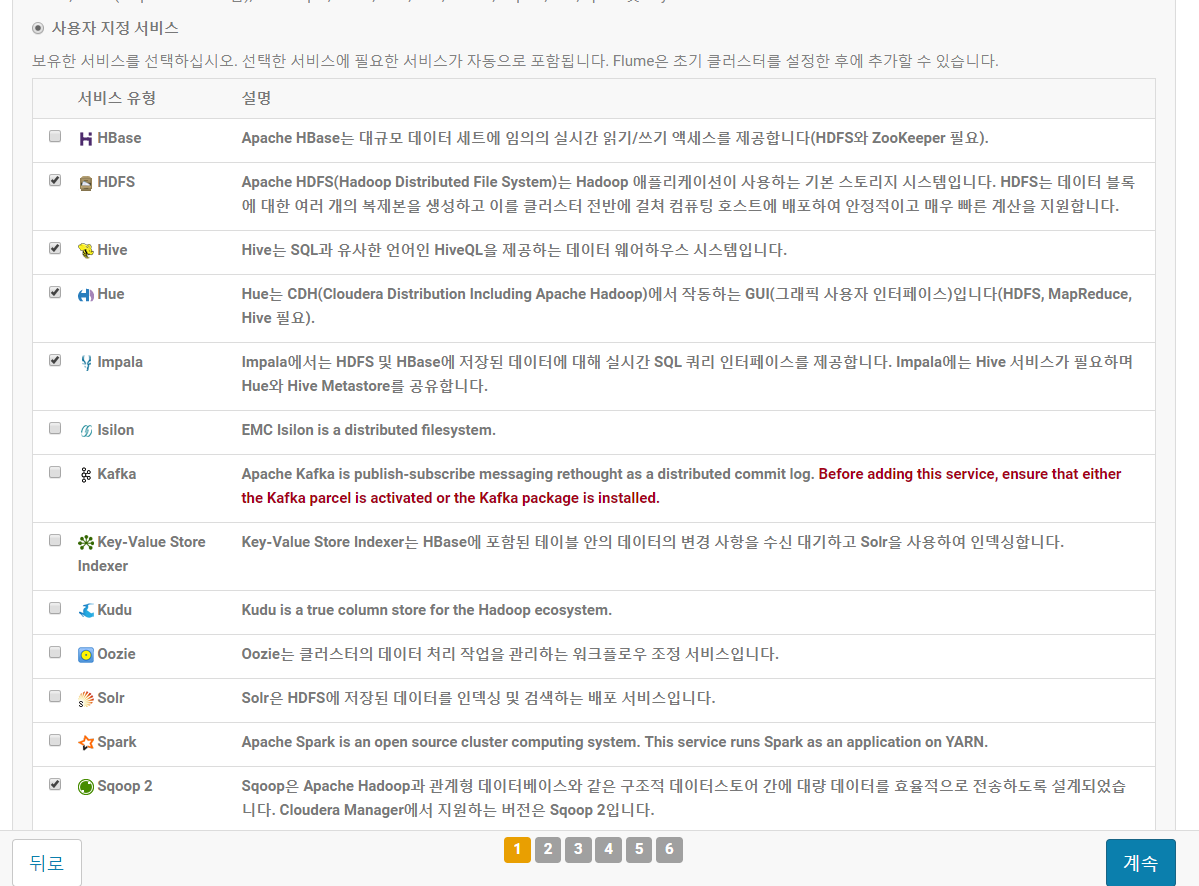 사용자 지정 서비스
보유한 서비스를 선택하십시오. 선택한 서비스에 필요한 서비스가 자동으로 포함됩니다. Flume은 초기 클러스터를 설정한 후에 추가할 수 있습니다.
서비스 유형 설명
HBase Apache HBase는 대규모 데이터 세트에 임의의 실시간 읽기/쓰기 액세스를 제공합니다(HDFS와 ZooKeeper 필요).
HDFS Apache HDFS(Hadoop Distributed File System)는 Hadoop 애플리케이션이 사용하는 기본 스토리지 시스템입니다. HDFS는 데이터 블록
에 대한 여러 개의 복제본을 생성하고 이를 클러스터 전반에 걸쳐 컴퓨팅 호스트에 배포하여 안정적이고 매우 빠른 계산을 지원합니다.
Hive Hive는 SQL과 유사한 언어인 HiveQL을 제공하는 데이터 웨어하우스 시스템입니다.
Hue Hue는 CDH(Cloudera Distribution Including Apache Hadoop)에서 작동하는 GUI(그래픽 사용자 인터페이스)입니다(HDFS, MapReduce,
Hive 필요).
Impala Impala에서는 HDFS 및 HBase에 저장된 데이터에 대해 실시간 SQL 쿼리 인터페이스를 제공합니다. Impala에는 Hive 서비스가 필요하며
Hue와 Hive Metastore를 공유합니다.
Isilon EMC Isilon is a distributed filesystem.
Kafka Apache Kafka is publish-subscribe messaging rethought as a distributed commit log. Before adding this service, ensure that either
the Kafka parcel is activated or the Kafka package is installed.
Key-Value Store Key-Value Store Indexer는 HBase에 포함된 테이블 안의 데이터의 변경 사항을 수신 대기하고 Solr을 사용하여 인덱싱합니다.
Indexer
Kudu Kudu is a true column store for the Hadoop ecosystem.
Oozie Oozie는 클러스터의 데이터 처리 작업을 관리하는 워크플로우 조정 서비스입니다.
Solr Solr은 HDFS에 저장된 데이터를 인덱싱 및 검색하는 배포 서비스입니다.
Spark Apache Spark is an open source cluster computing system. This service runs Spark as an application on YARN.
Sqoop 2 Sqoop은 Apache Hadoop과 관계형 데이터베이스와 같은 구조적 데이터스토어 간에 대량 데이터를 효율적으로 전송하도록 설계되었습
니다. Cloudera Manager에서 지원하는 버전은 Sqoop 2입니다.
뒤로 1 2 3 4 5 6 계속